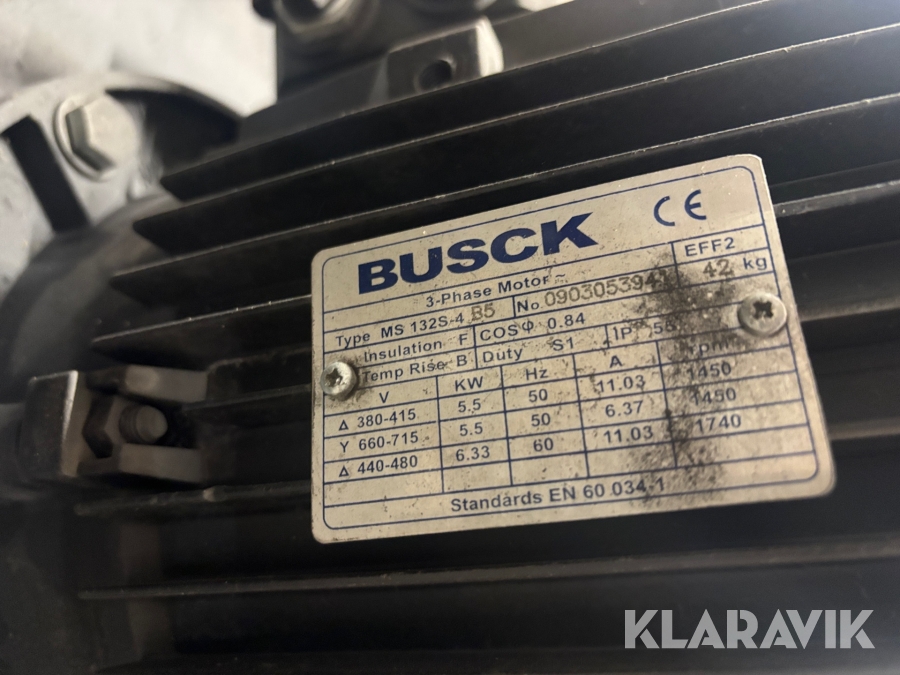 BUSCK CE
3-Phase Motor ~ EFF2
Type MS 132S-4 B5 No 0903053941 42 kg
Insulation F COSφ 0.84
Temp Rise B Duty S1 IP 55
V KW Hz A rpm
Δ 380-415 5.5 50 11.03 1450
Y 660-715 5.5 50 6.37 1450
Δ 440-480 6.33 60 11.03 1740
Standards EN 60 034-1
KLARAVIK